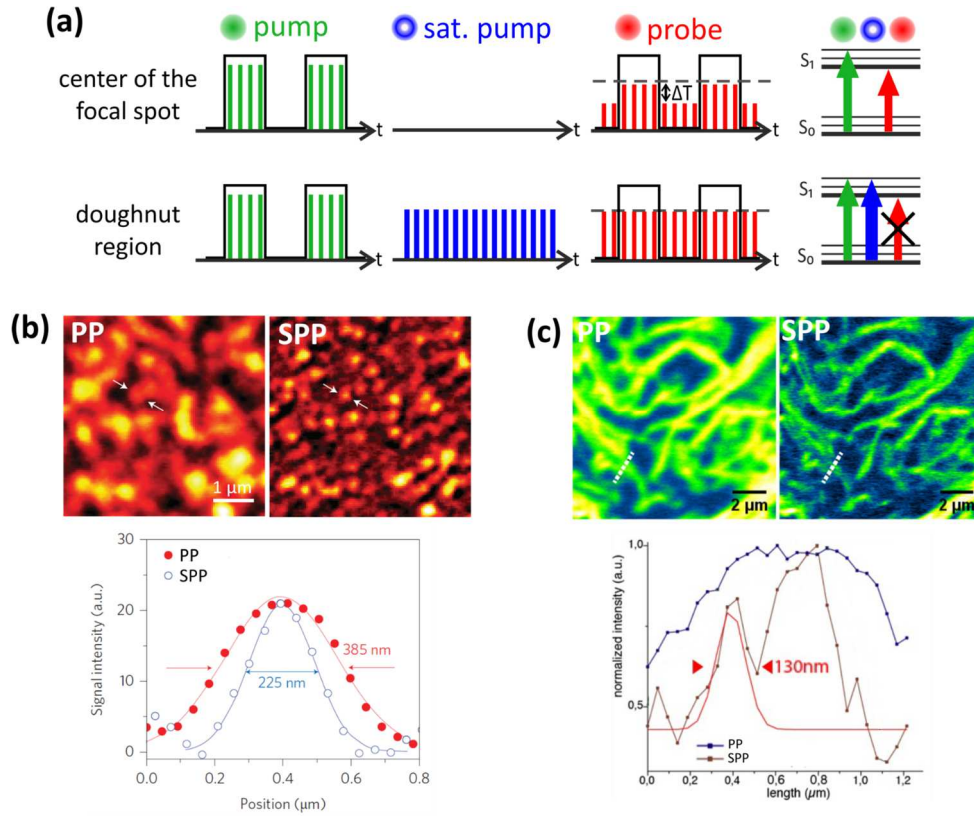 (a)
pump
sat. pump
probe
center of the
focal spot
t
t
ΔT
t
S₁
S₀
doughnut
region
t
t
t
S₁
S₀
(b)
PP
SPP
1 µm
30
20
10
0
Signal intensity (a.u.)
PP
SPP
385 nm
225 nm
0.0
0.2
0.4
0.6
0.8
Position (µm)
(c)
PP
SPP
2 µm
2 µm
1,0
0,5
normalized intensity (a.u.)
130nm
PP
SPP
0,0
0,2
0,4
0,6
0,8
1,0
1,2
length (µm)